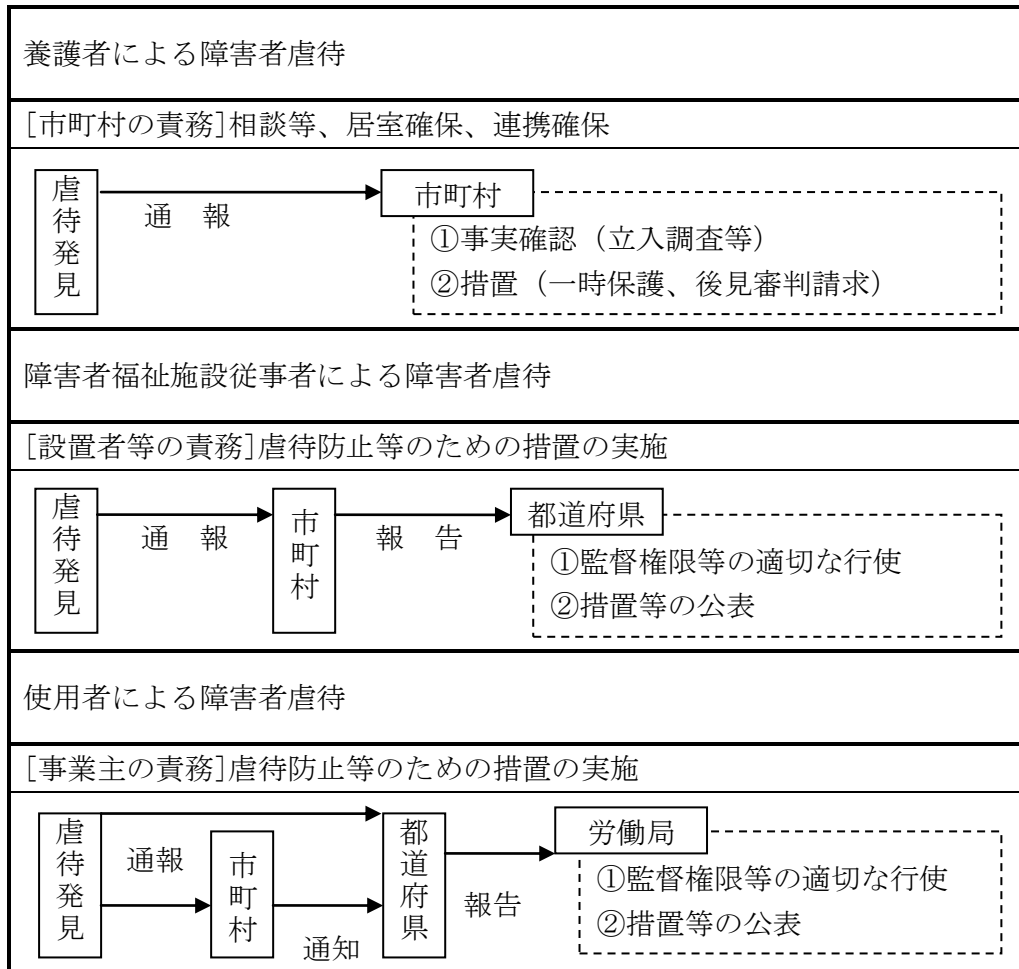 養護者による障害者虐待
[市町村の責務]相談等、居室確保、連携確保
虐待発見
通 報
市町村
①事実確認（立入調査等）
②措置（一時保護、後見審判請求）
障害者福祉施設従事者による障害者虐待
[設置者等の責務]虐待防止等のための措置の実施
虐待発見
通 報
市町村
報 告
都道府県
①監督権限等の適切な行使
②措置等の公表
使用者による障害者虐待
[事業主の責務]虐待防止等のための措置の実施
虐待発見
通報
市町村
通知
都道府県
報告
労働局
①監督権限等の適切な行使
②措置等の公表